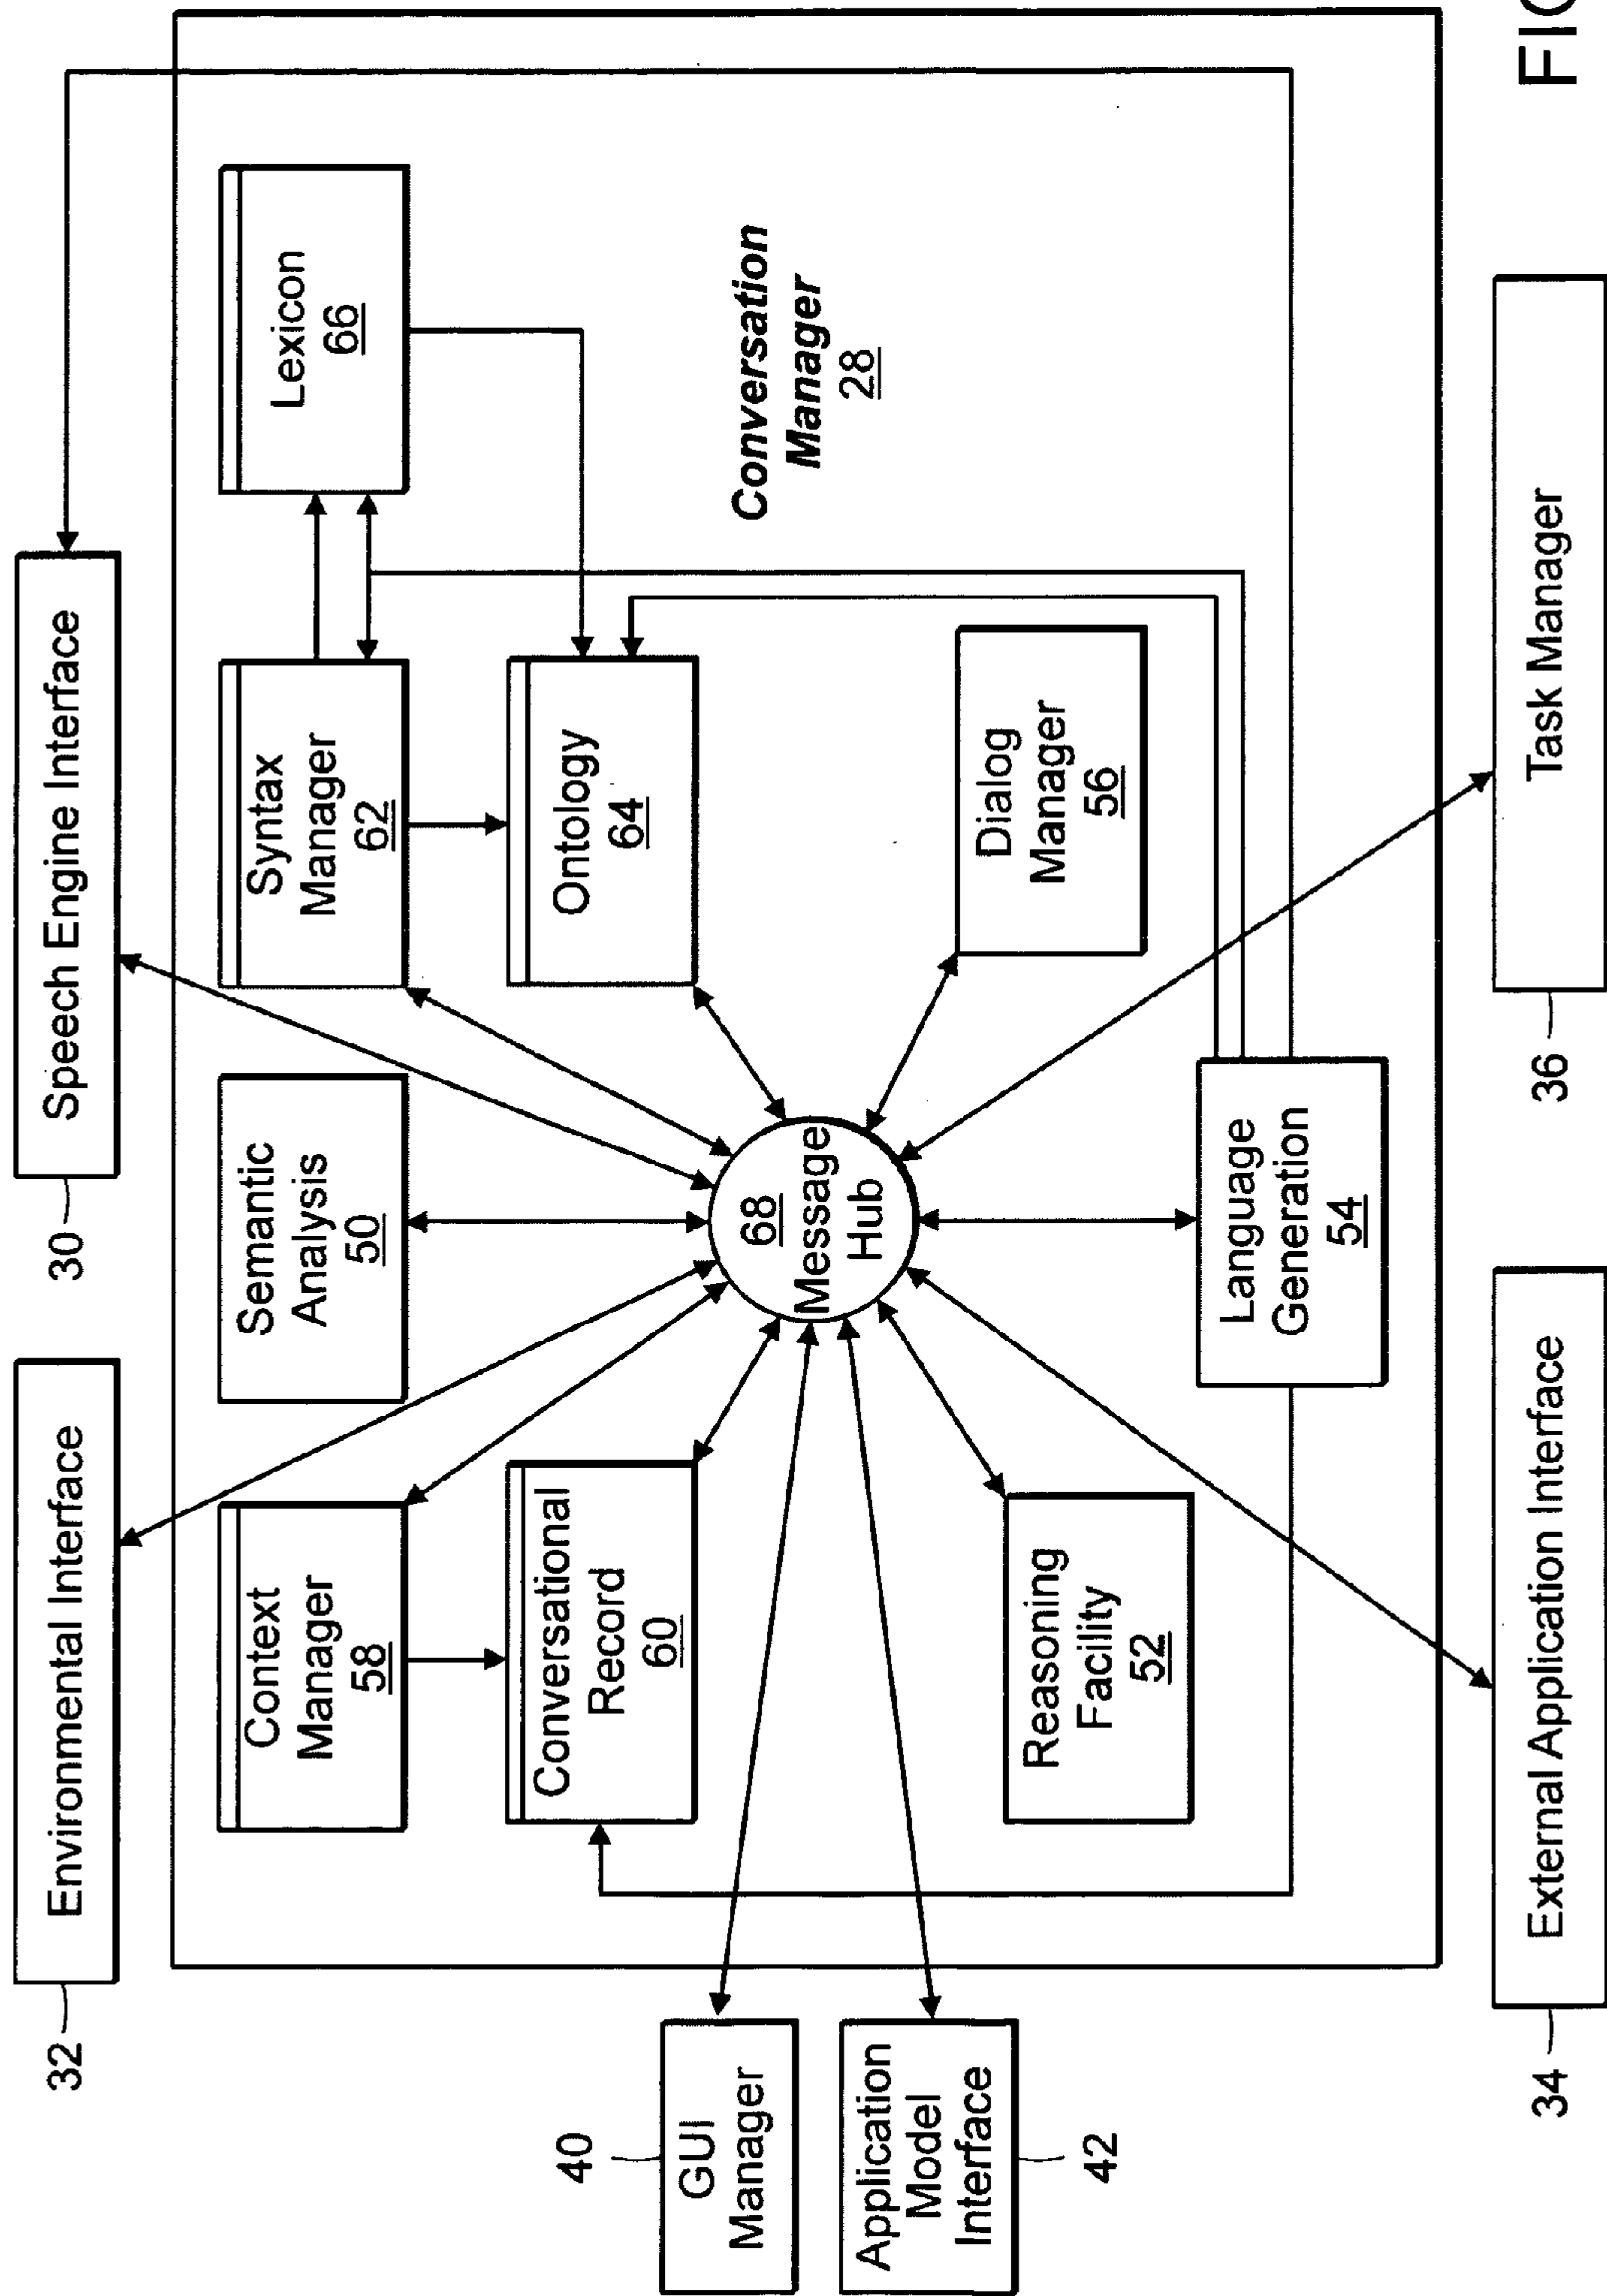 32
Environmental Interface
30
Speech Engine Interface
Context
Manager
58
Semantic
Analysis
50
Syntax
Manager
62
Lexicon
66
Conversational
Record
60
Ontology
64
40
GUI
Manager
68
Message
Hub
Conversation
Manager
28
Application
Model
Interface
42
Reasoning
Facility
52
Dialog
Manager
56
Language
Generation
54
34
External Application Interface
36
Task Manager